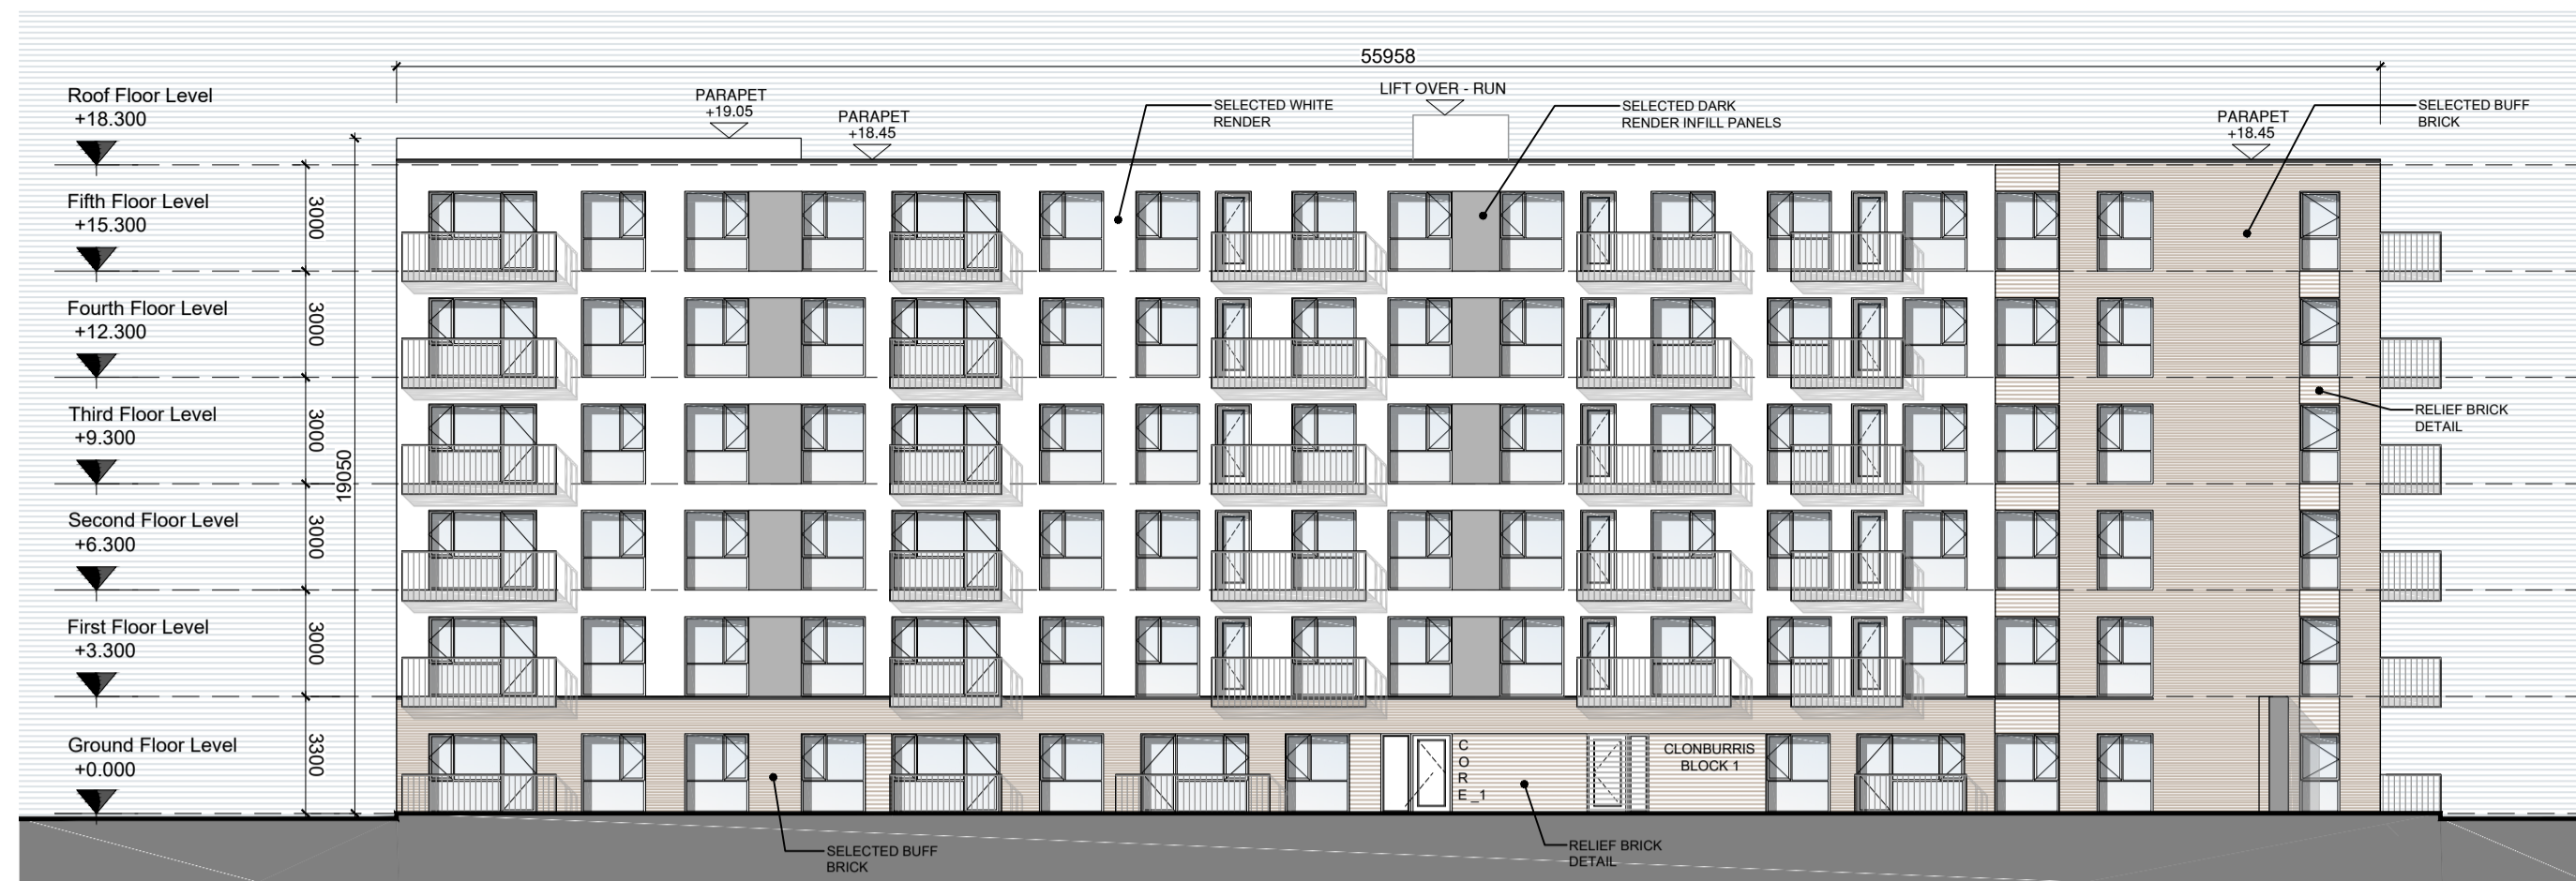 55958
Roof Floor Level
+18.300
PARAPET
+19.05
PARAPET
+18.45
SELECTED WHITE
RENDER
LIFT OVER - RUN
SELECTED DARK
RENDER INFILL PANELS
PARAPET
+18.45
SELECTED BUFF
BRICK
Fifth Floor Level
+15.300
3000
Fourth Floor Level
+12.300
3000
Third Floor Level
+9.300
3000
RELIEF BRICK
DETAIL
19050
Second Floor Level
+6.300
3000
First Floor Level
+3.300
3000
Ground Floor Level
+0.000
3300
CORE_1
CLONBURRIS
BLOCK 1
SELECTED BUFF
BRICK
RELIEF BRICK
DETAIL